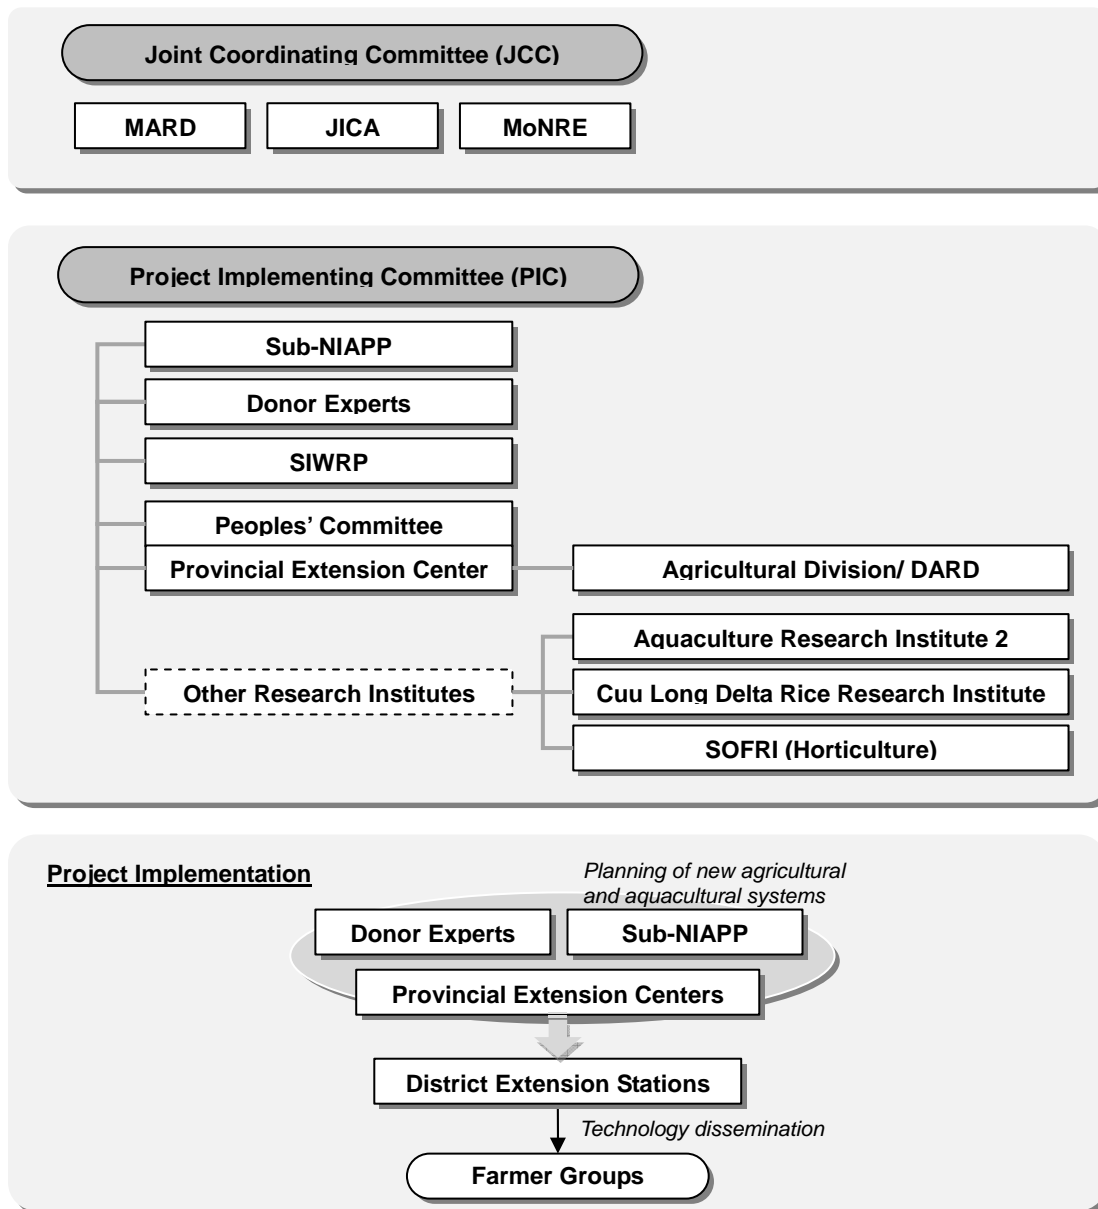 Joint Coordinating Committee (JCC)
MARD
JICA
MoNRE
Project Implementing Committee (PIC)
Sub-NIAPP
Donor Experts
SIWRP
Peoples’ Committee
Provincial Extension Center
Agricultural Division/ DARD
Aquaculture Research Institute 2
Other Research Institutes
Cuu Long Delta Rice Research Institute
SOFRI (Horticulture)
Project Implementation
Planning of new agricultural
and aquacultural systems
Donor Experts
Sub-NIAPP
Provincial Extension Centers
District Extension Stations
Technology dissemination
Farmer Groups